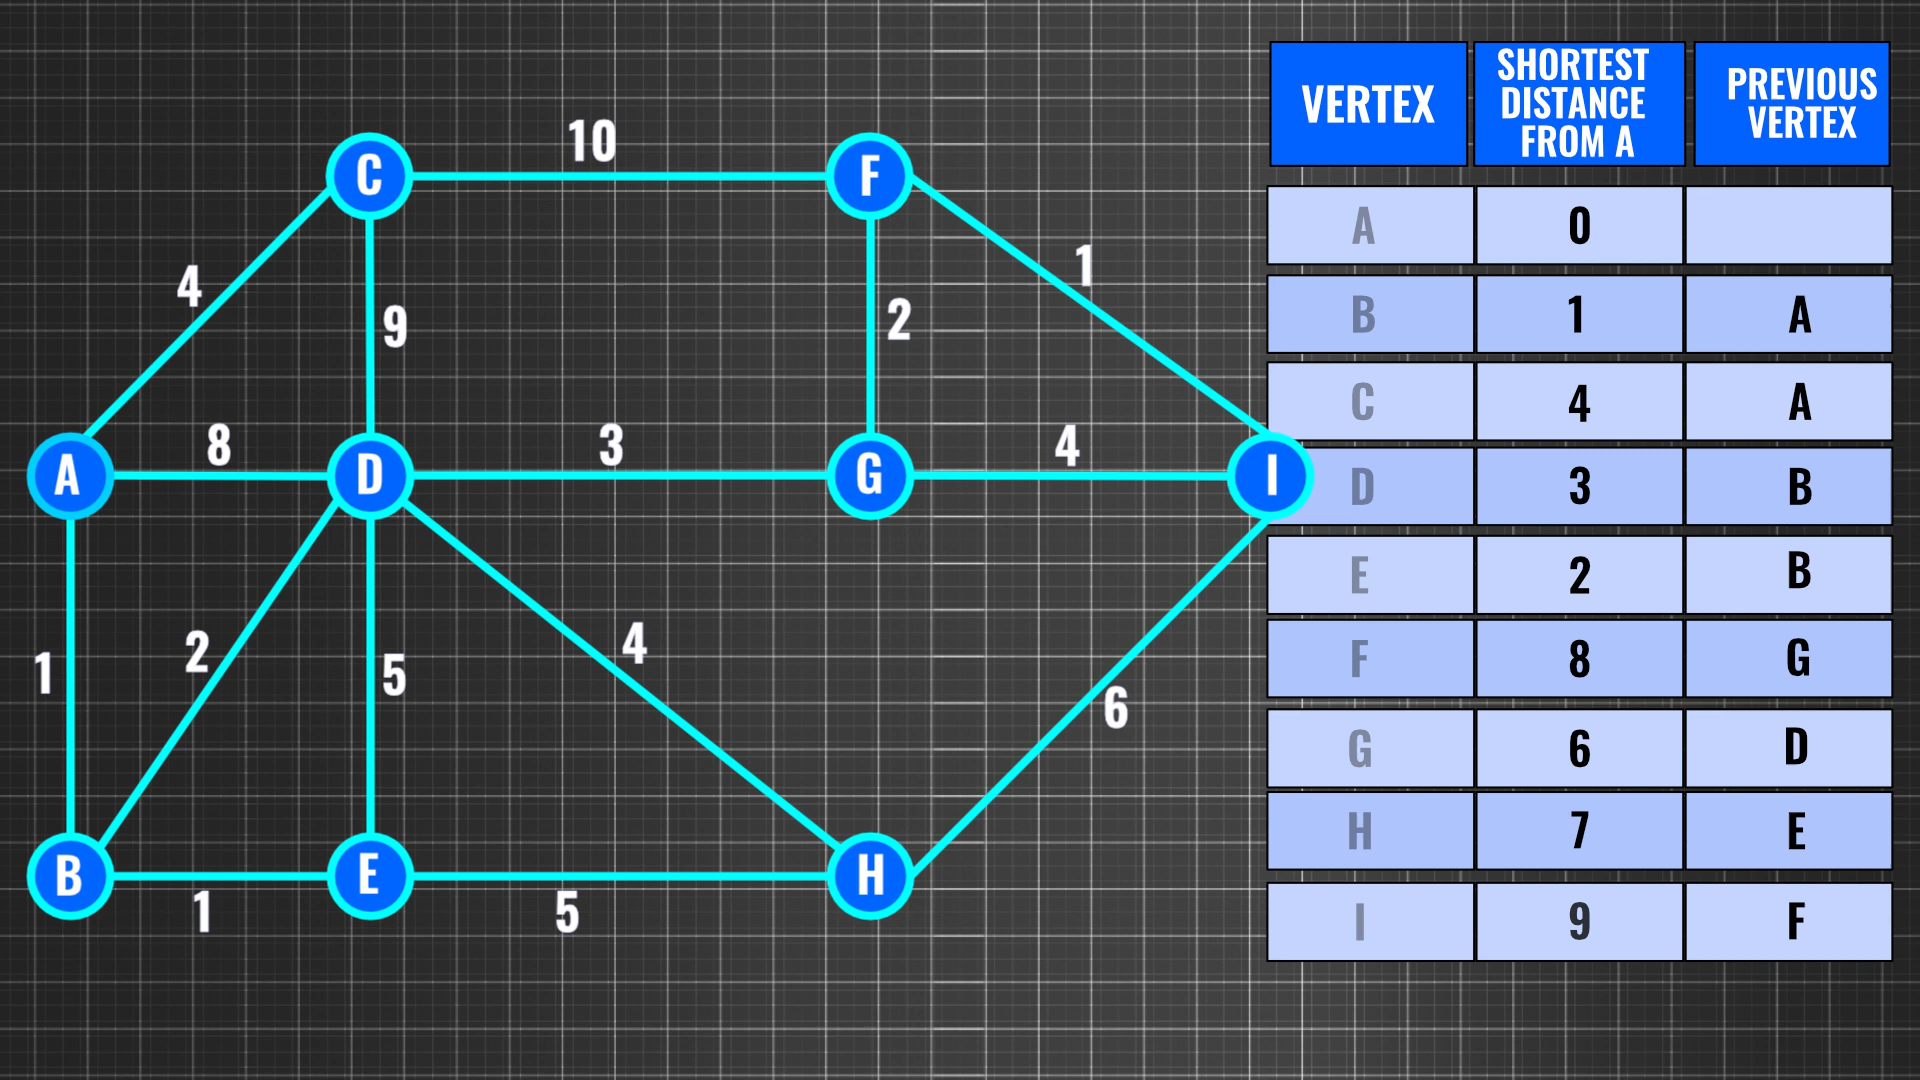 10
C
F
4
9
2
1
8
3
4
A
D
G
I
1
2
5
4
6
B
E
H
1
5
VERTEX
SHORTEST
DISTANCE
FROM A
PREVIOUS
VERTEX
A 0
B 1 A
C 4 A
D 3 B
E 2 B
F 8 G
G 6 D
H 7 E
I 9 F